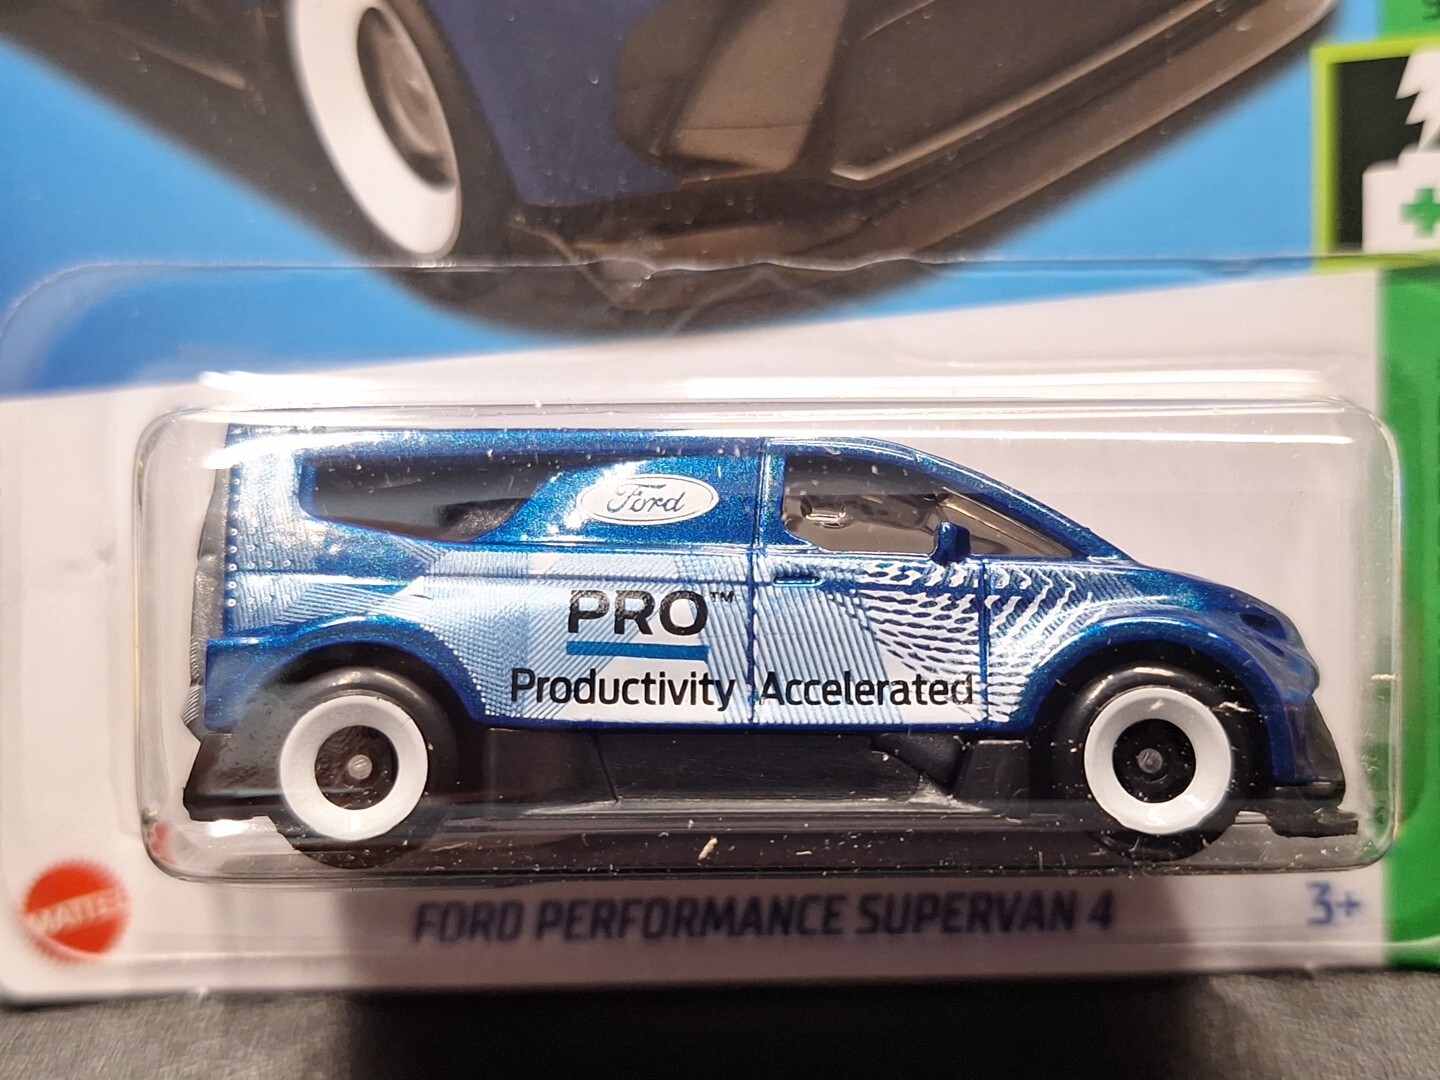 Ford
PRO™
Productivity Accelerated
MATTEL
FORD PERFORMANCE SUPERVAN 4
3+